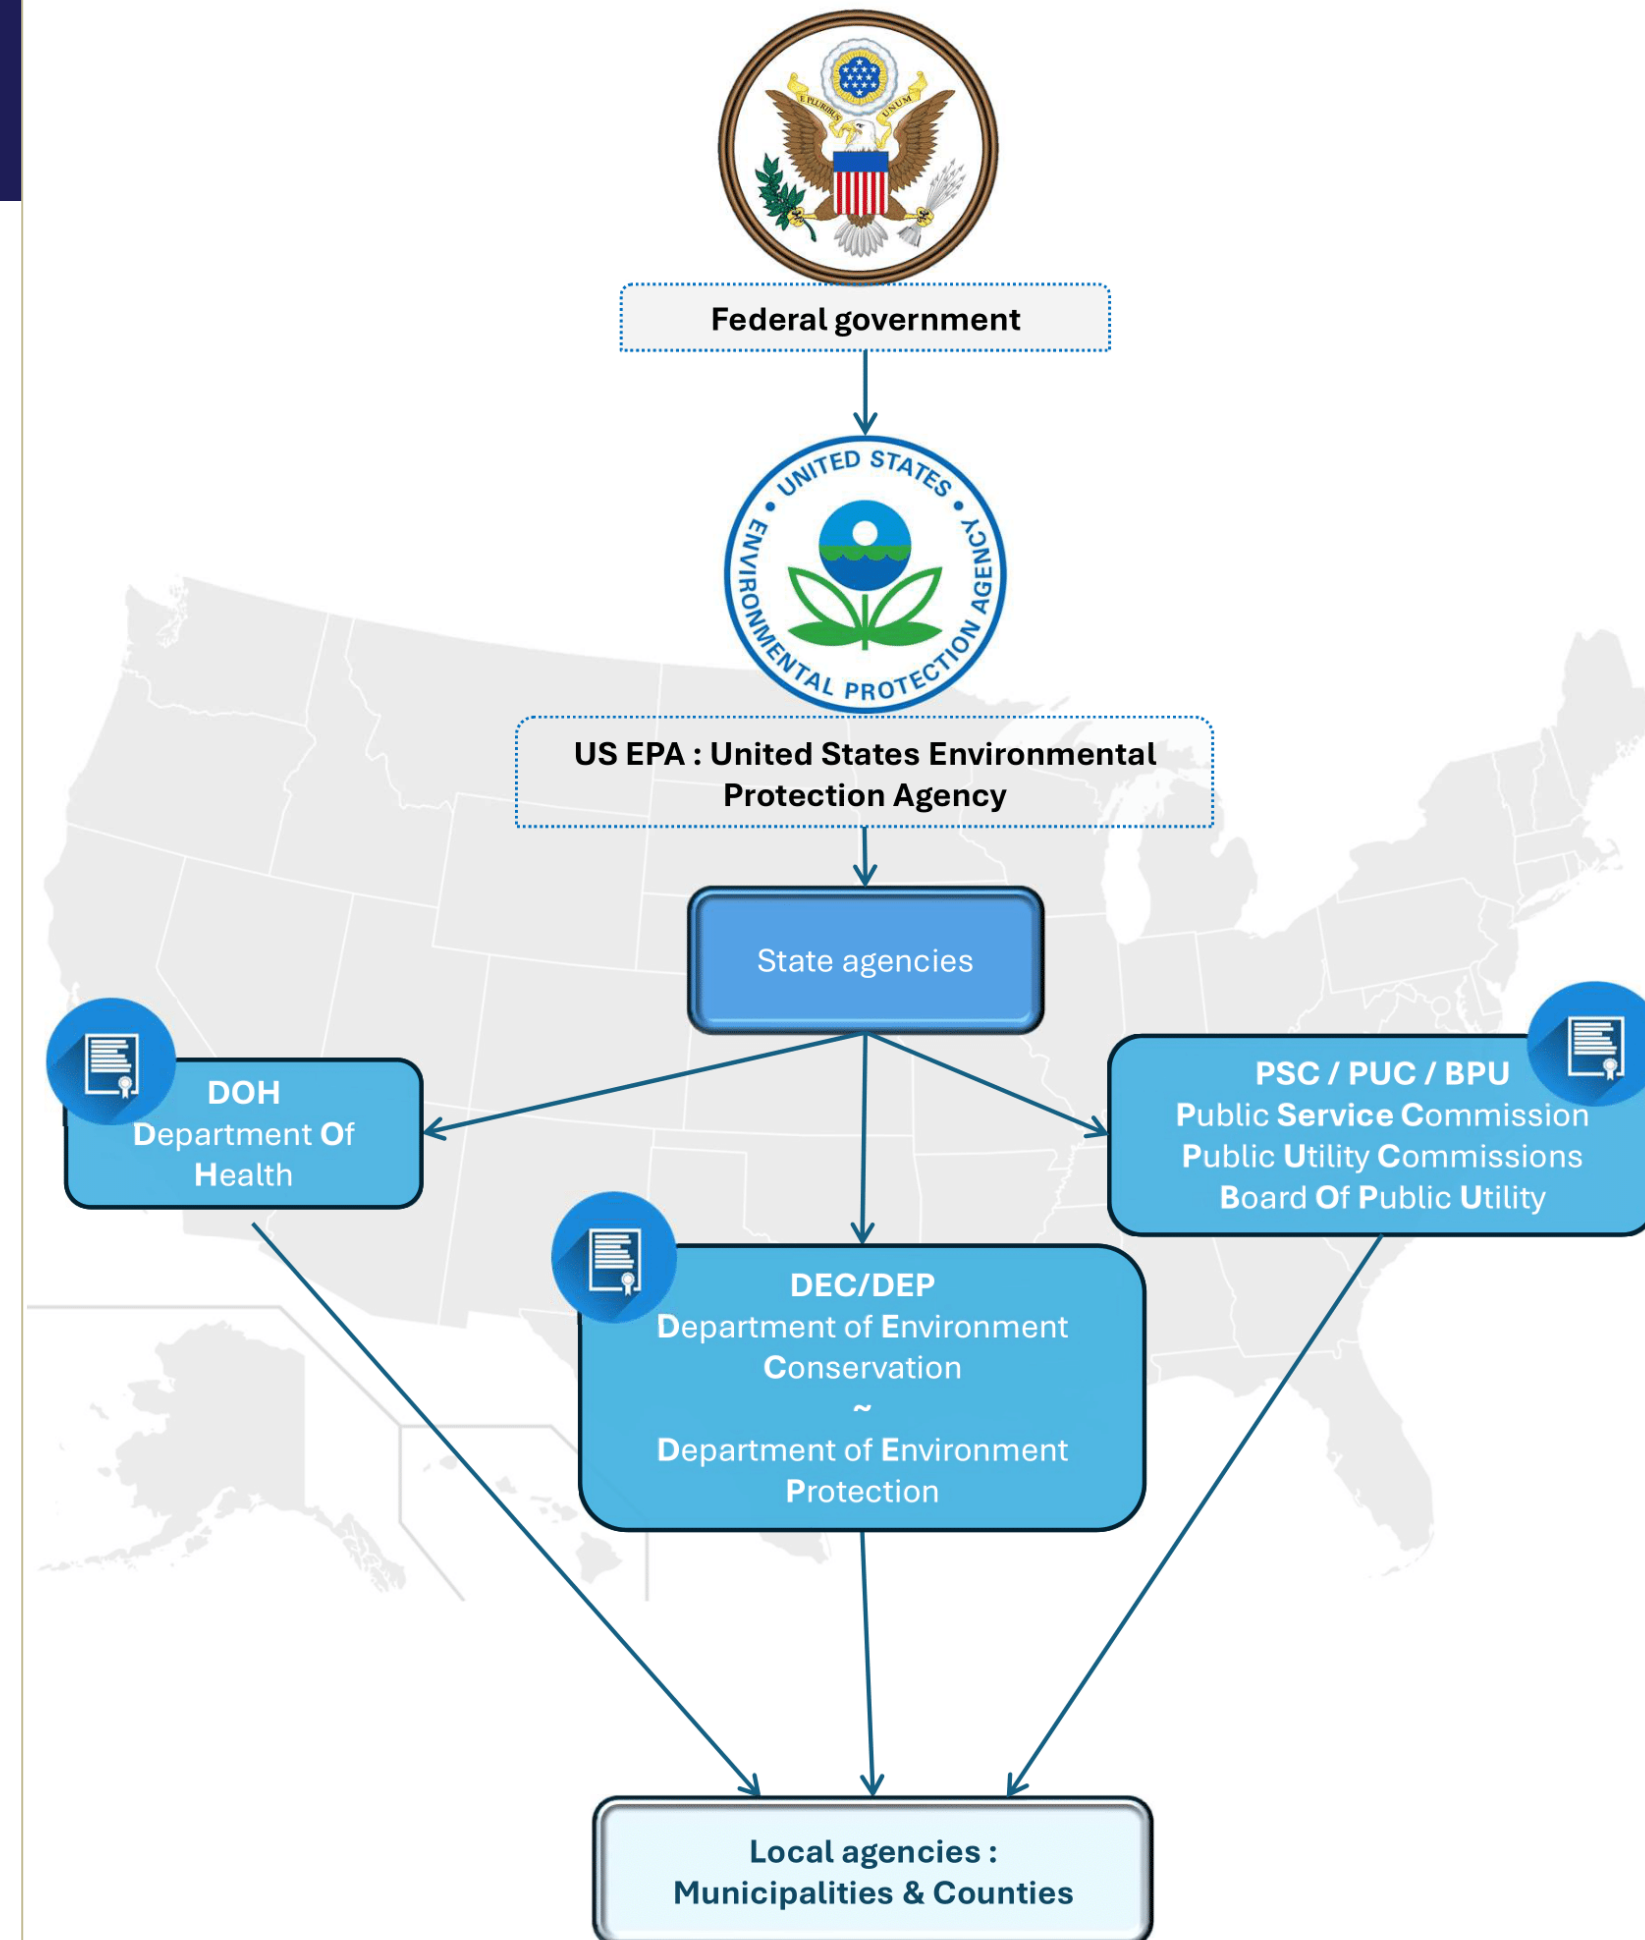 E PLURIBUS UNUM
Federal government
UNITED STATES
ENVIRONMENTAL PROTECTION AGENCY
US EPA : United States Environmental
Protection Agency
State agencies
DOH
Department Of
Health
PSC / PUC / BPU
Public Service Commission
Public Utility Commissions
Board Of Public Utility
DEC/DEP
Department of Environment
Conservation
~
Department of Environment
Protection
Local agencies :
Municipalities & Counties